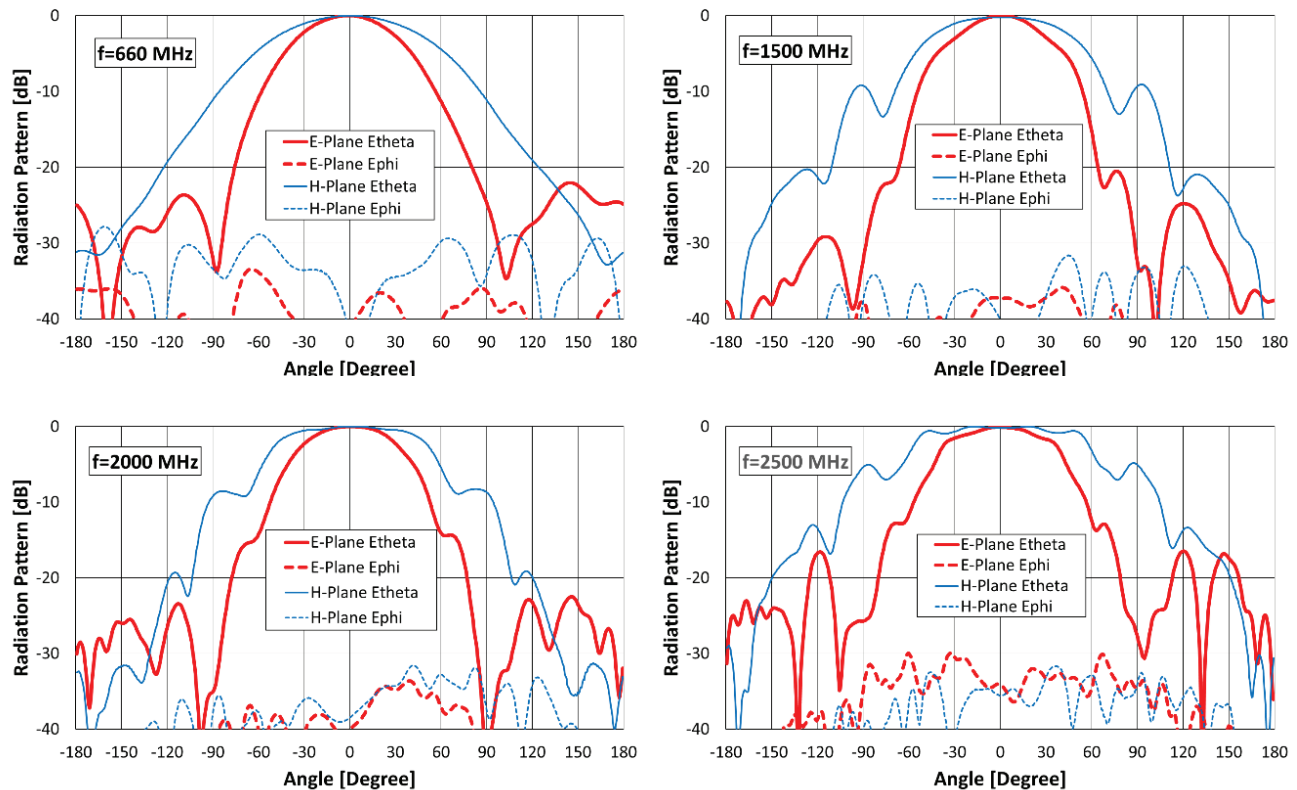 f=660 MHz
Radiation Pattern [dB]
0
-10
-20
-30
-40
E-Plane Etheta
E-Plane Ephi
H-Plane Etheta
H-Plane Ephi
-180 -150 -120 -90 -60 -30 0 30 60 90 120 150 180
Angle [Degree]
f=1500 MHz
Radiation Pattern [dB]
0
-10
-20
-30
-40
E-Plane Etheta
E-Plane Ephi
H-Plane Etheta
H-Plane Ephi
-180 -150 -120 -90 -60 -30 0 30 60 90 120 150 180
Angle [Degree]
f=2000 MHz
Radiation Pattern [dB]
0
-10
-20
-30
-40
E-Plane Etheta
E-Plane Ephi
H-Plane Etheta
H-Plane Ephi
-180 -150 -120 -90 -60 -30 0 30 60 90 120 150 180
Angle [Degree]
f=2500 MHz
Radiation Pattern [dB]
0
-10
-20
-30
-40
E-Plane Etheta
E-Plane Ephi
H-Plane Etheta
H-Plane Ephi
-180 -150 -120 -90 -60 -30 0 30 60 90 120 150 180
Angle [Degree]